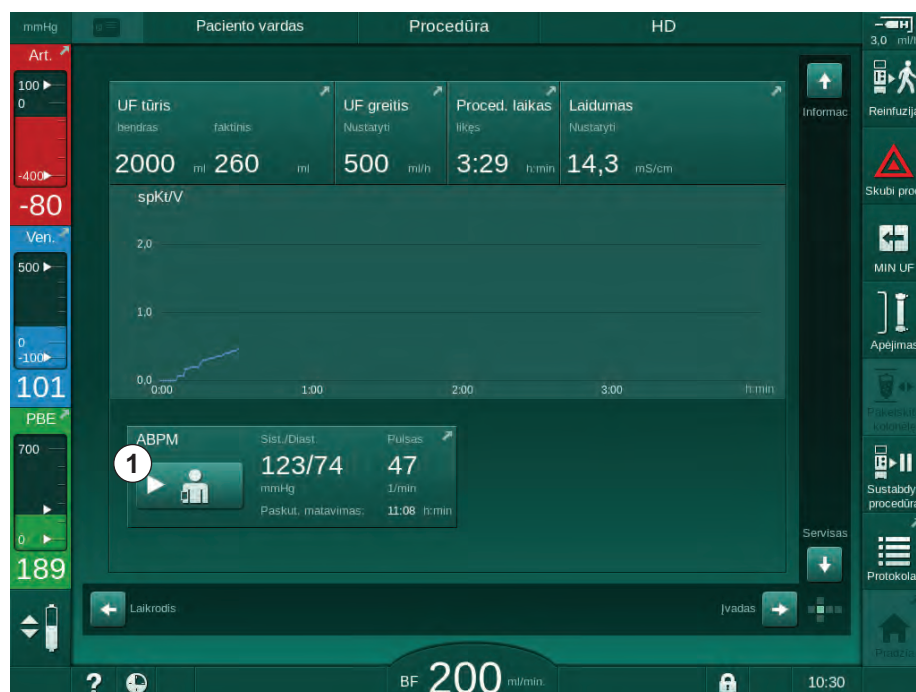 mmHg
Paciento vardas
Procedūra
HD
3,0 ml/h
Art.
100
0
-400
-80
Ven.
500
0
-100
101
PBE
700
0
189
UF tūris
bendras
faktinis
2000 ml 260 ml
UF greitis
Nustatyti
500 ml/h
Proced. laikas
likęs
3:29 h:min
Laidumas
Nustatyti
14,3 mS/cm
spKt/V
2,0
1,0
0,0
0:00 1:00 2:00 3:00 h:min
ABPM
Sist./Diast.
Pulsas
123/74
47
mmHg
1/min
Paskut. matavimas: 11:08 h:min
1
Informac
Servisas
Laikrodis
Įvadas
Reinfuzija
Skubi proc
MIN UF
Apėjimas
Pakeiskite
kolonėlę
Sustabdy
procedūrą
Protokola
Pradžia
?
BF 200 ml/min.
10:30